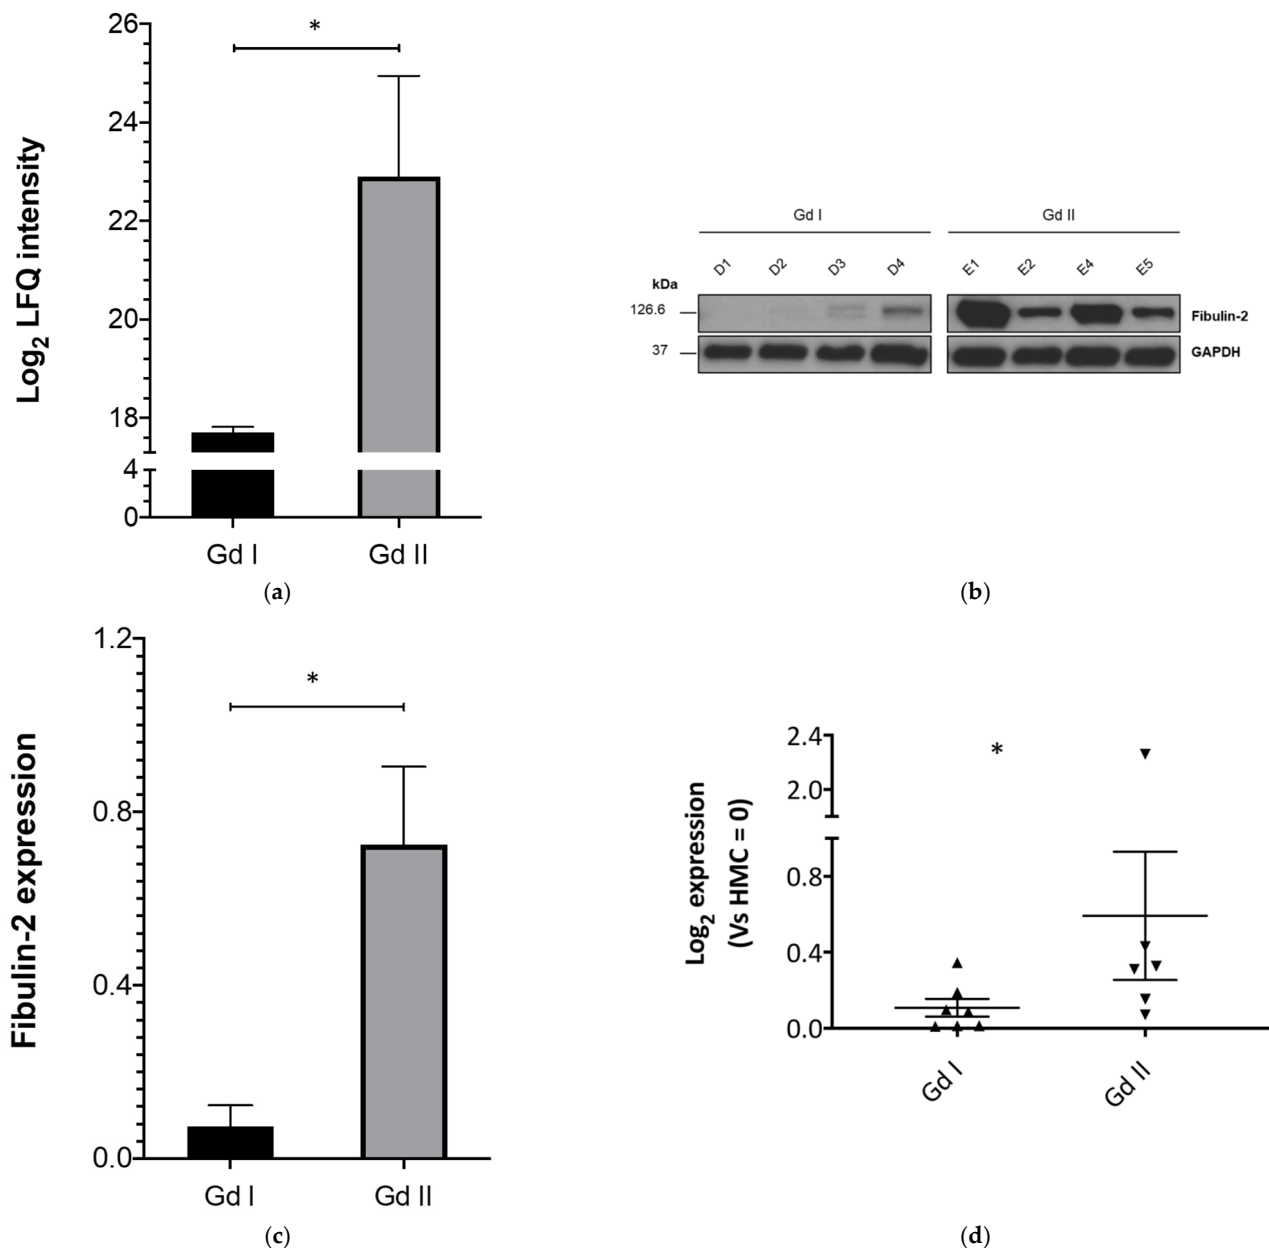 26
24
22
20
18
4
0
Log2 LFQ intensity
*
Gd I
Gd II
(a)
Gd I
Gd II
D1
D2
D3
D4
E1
E2
E4
E5
kDa
126.6
Fibulin-2
37
GAPDH
(b)
1.2
0.8
0.4
0.0
Fibulin-2 expression
*
Gd I
Gd II
(c)
2.4
2.0
0.8
0.4
0.0
Log2 expression
(Vs HMC = 0)
*
Gd I
Gd II
(d)